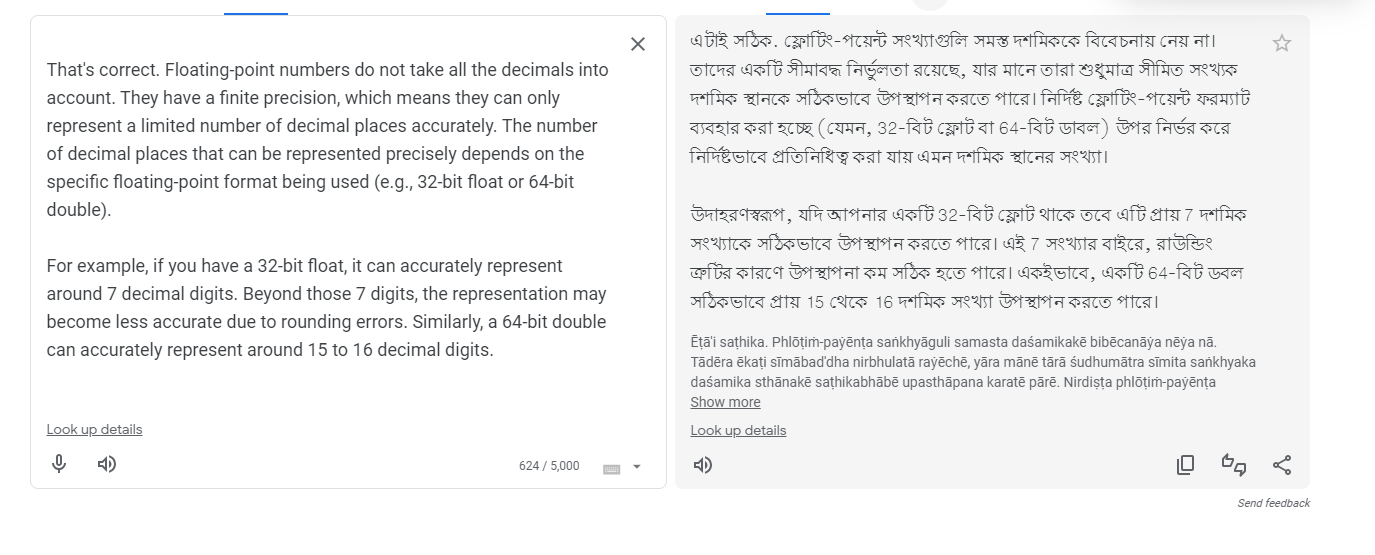 That's correct. Floating-point numbers do not take all the decimals into
account. They have a finite precision, which means they can only
represent a limited number of decimal places accurately. The number
of decimal places that can be represented precisely depends on the
specific floating-point format being used (e.g., 32-bit float or 64-bit
double).
For example, if you have a 32-bit float, it can accurately represent
around 7 decimal digits. Beyond those 7 digits, the representation may
become less accurate due to rounding errors. Similarly, a 64-bit double
can accurately represent around 15 to 16 decimal digits.
Look up details
624 / 5,000
এটাই সঠিক. ফ্লোটিং-পয়েন্ট সংখ্যাগুলি সমস্ত দশমিককে বিবেচনায় নেয় না।
তাদের একটি সীমাবদ্ধ নির্ভুলতা রয়েছে, যার মানে তারা শুধুমাত্র সীমিত সংখ্যক
দশমিক স্থানকে সঠিকভাবে উপস্থাপন করতে পারে। নির্দিষ্ট ফ্লোটিং-পয়েন্ট ফরম্যাট
ব্যবহার করা হচ্ছে (যেমন, 32-বিট ফ্লোট বা 64-বিট ডাবল) উপর নির্ভর করে
নির্দিষ্টভাবে প্রতিনিধিত্ব করা যায় এমন দশমিক স্থানের সংখ্যা।
উদাহরণস্বরূপ, যদি আপনার একটি 32-বিট ফ্লোট থাকে তবে এটি প্রায় 7 দশমিক
সংখ্যাকে সঠিকভাবে উপস্থাপন করতে পারে। এই 7 সংখ্যার বাইরে, রাউন্ডিং
ত্রুটির কারণে উপস্থাপনা কম সঠিক হতে পারে। একইভাবে, একটি 64-বিট ডবল
সঠিকভাবে প্রায় 15 থেকে 16 দশমিক সংখ্যা উপস্থাপন করতে পারে।
Ēṭā'i saṭhika. Phlōṭiṁ-paẏēnṭa saṅkhyāguli samasta daśamikakē bibēcanāẏa nēẏa nā.
Tādēra ēkaṭi sīmābad'dha nirbhulatā raẏēchē, yāra mānē tārā śudhumātra sīmita saṅkhyaka
daśamika sthānakē saṭhikabhābē upasthāpana karatē pārē. Nirdiṣṭa phlōṭiṁ-paẏēnṭa
Show more
Look up details
Send feedback